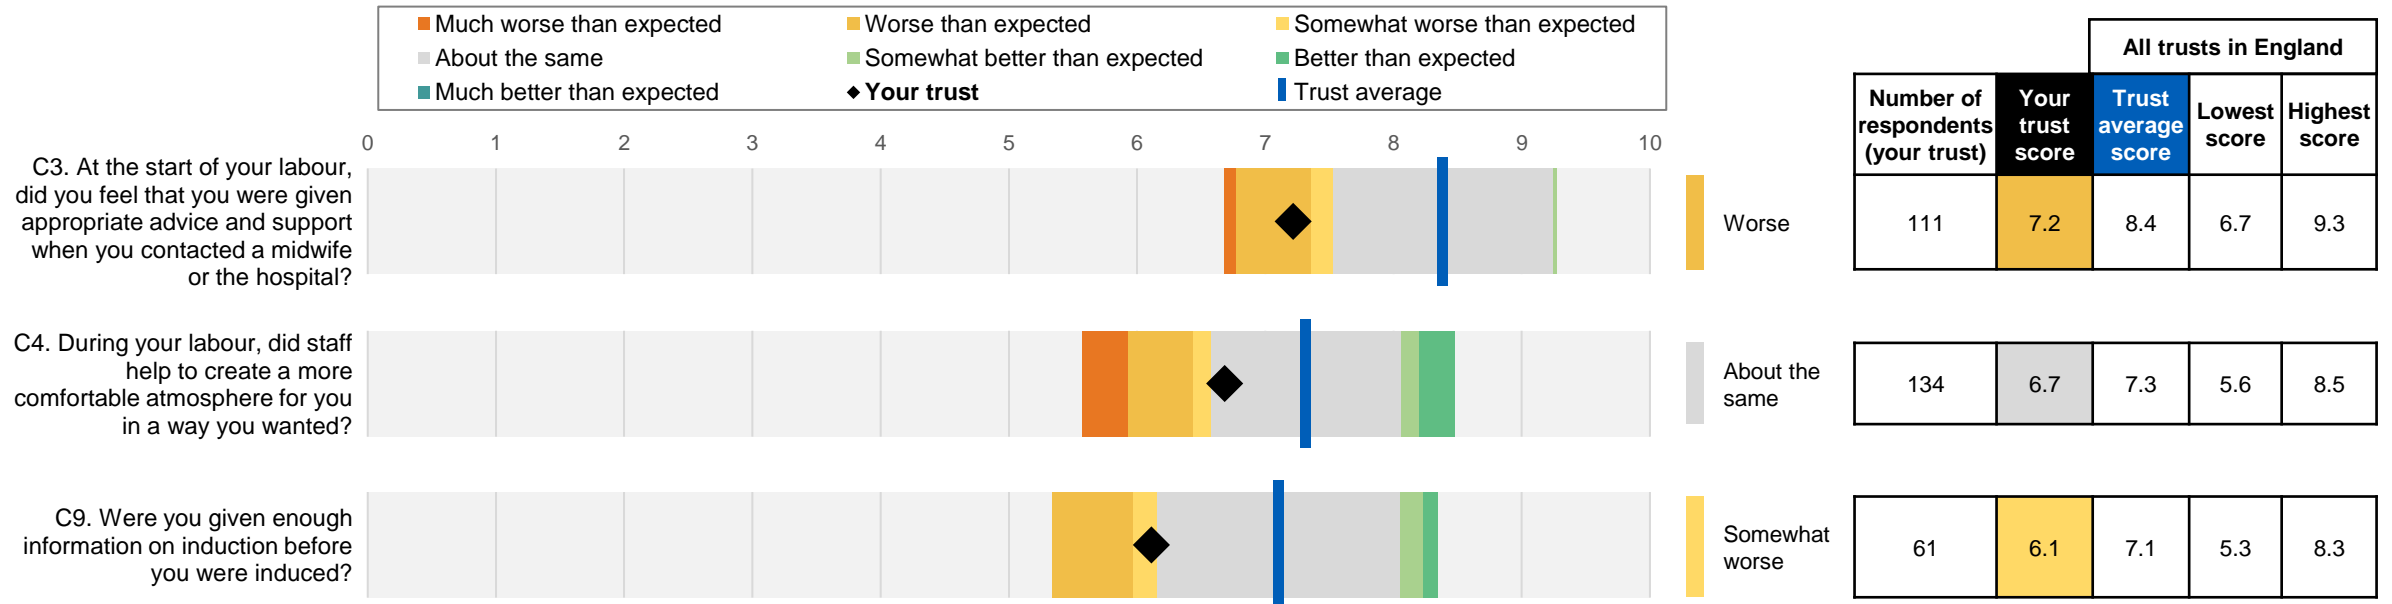 Much worse than expected
Worse than expected
Somewhat worse than expected
About the same
Somewhat better than expected
Better than expected
Much better than expected
Your trust
Trust average
All trusts in England
Number of
respondents
(your trust)
Your
trust
score
Trust
average
score
Lowest
score
Highest
score
0 1 2 3 4 5 6 7 8 9 10
C3. At the start of your labour,
did you feel that you were given
appropriate advice and support
when you contacted a midwife
or the hospital?
Worse
111 7.2 8.4 6.7 9.3
C4. During your labour, did staff
help to create a more
comfortable atmosphere for you
in a way you wanted?
About the
same
134 6.7 7.3 5.6 8.5
C9. Were you given enough
information on induction before
you were induced?
Somewhat
worse
61 6.1 7.1 5.3 8.3